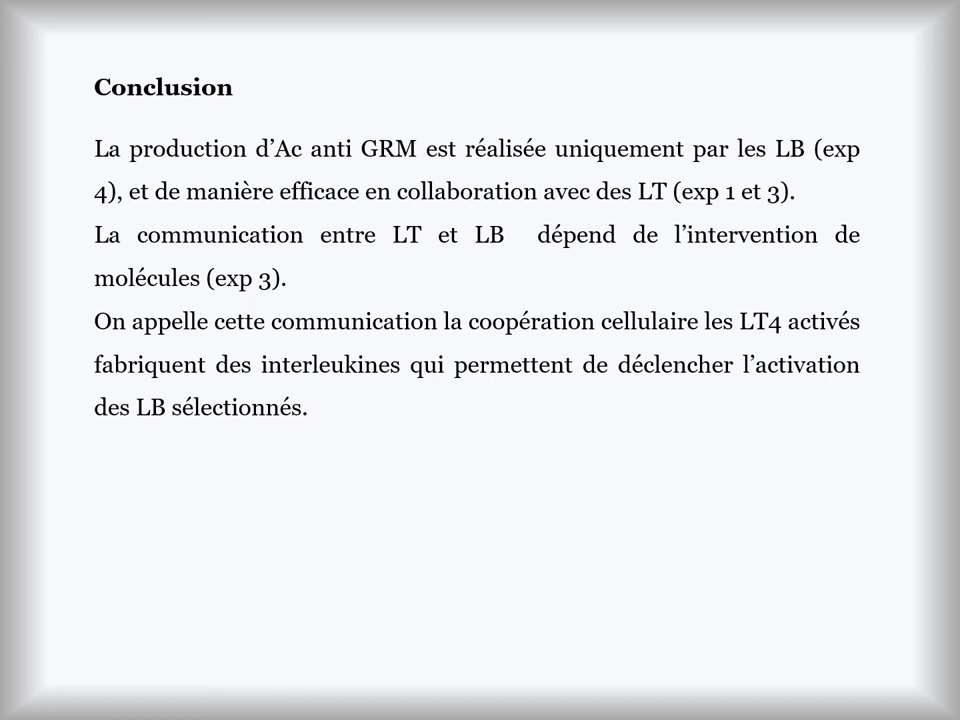 Conclusion
La production d’Ac anti GRM est réalisée uniquement par les LB (exp
4), et de manière efficace en collaboration avec des LT (exp 1 et 3).
La communication entre LT et LB dépend de l’intervention de
molécules (exp 3).
On appelle cette communication la coopération cellulaire les LT4 activés
fabriquent des interleukines qui permettent de déclencher l’activation
des LB sélectionnés.